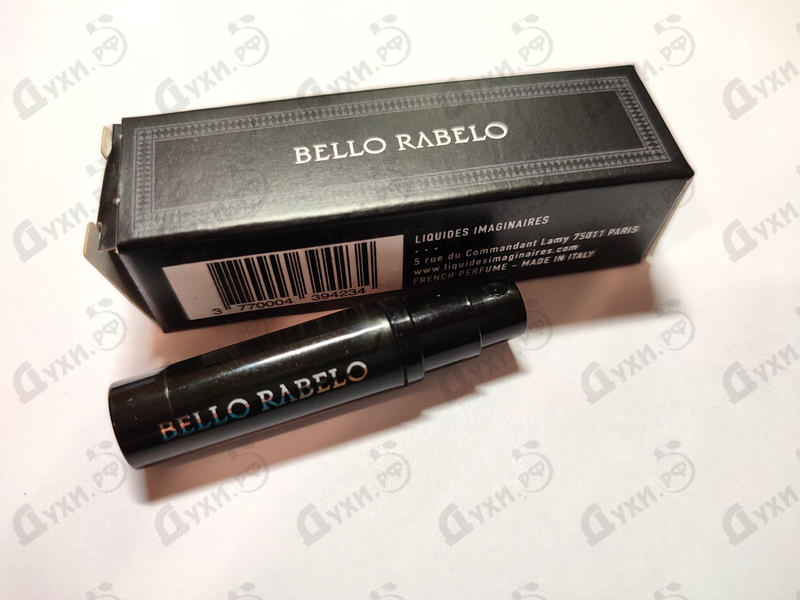 BELLO RABELO
LIQUIDES IMAGINAIRES
5 rue du Commandant Lamy 75011 PARIS
www.liquidesimaginaires.com
FRENCH PERFUME - MADE IN ITALY
3 770004 394234
BELLO RABELO
Духи.рф